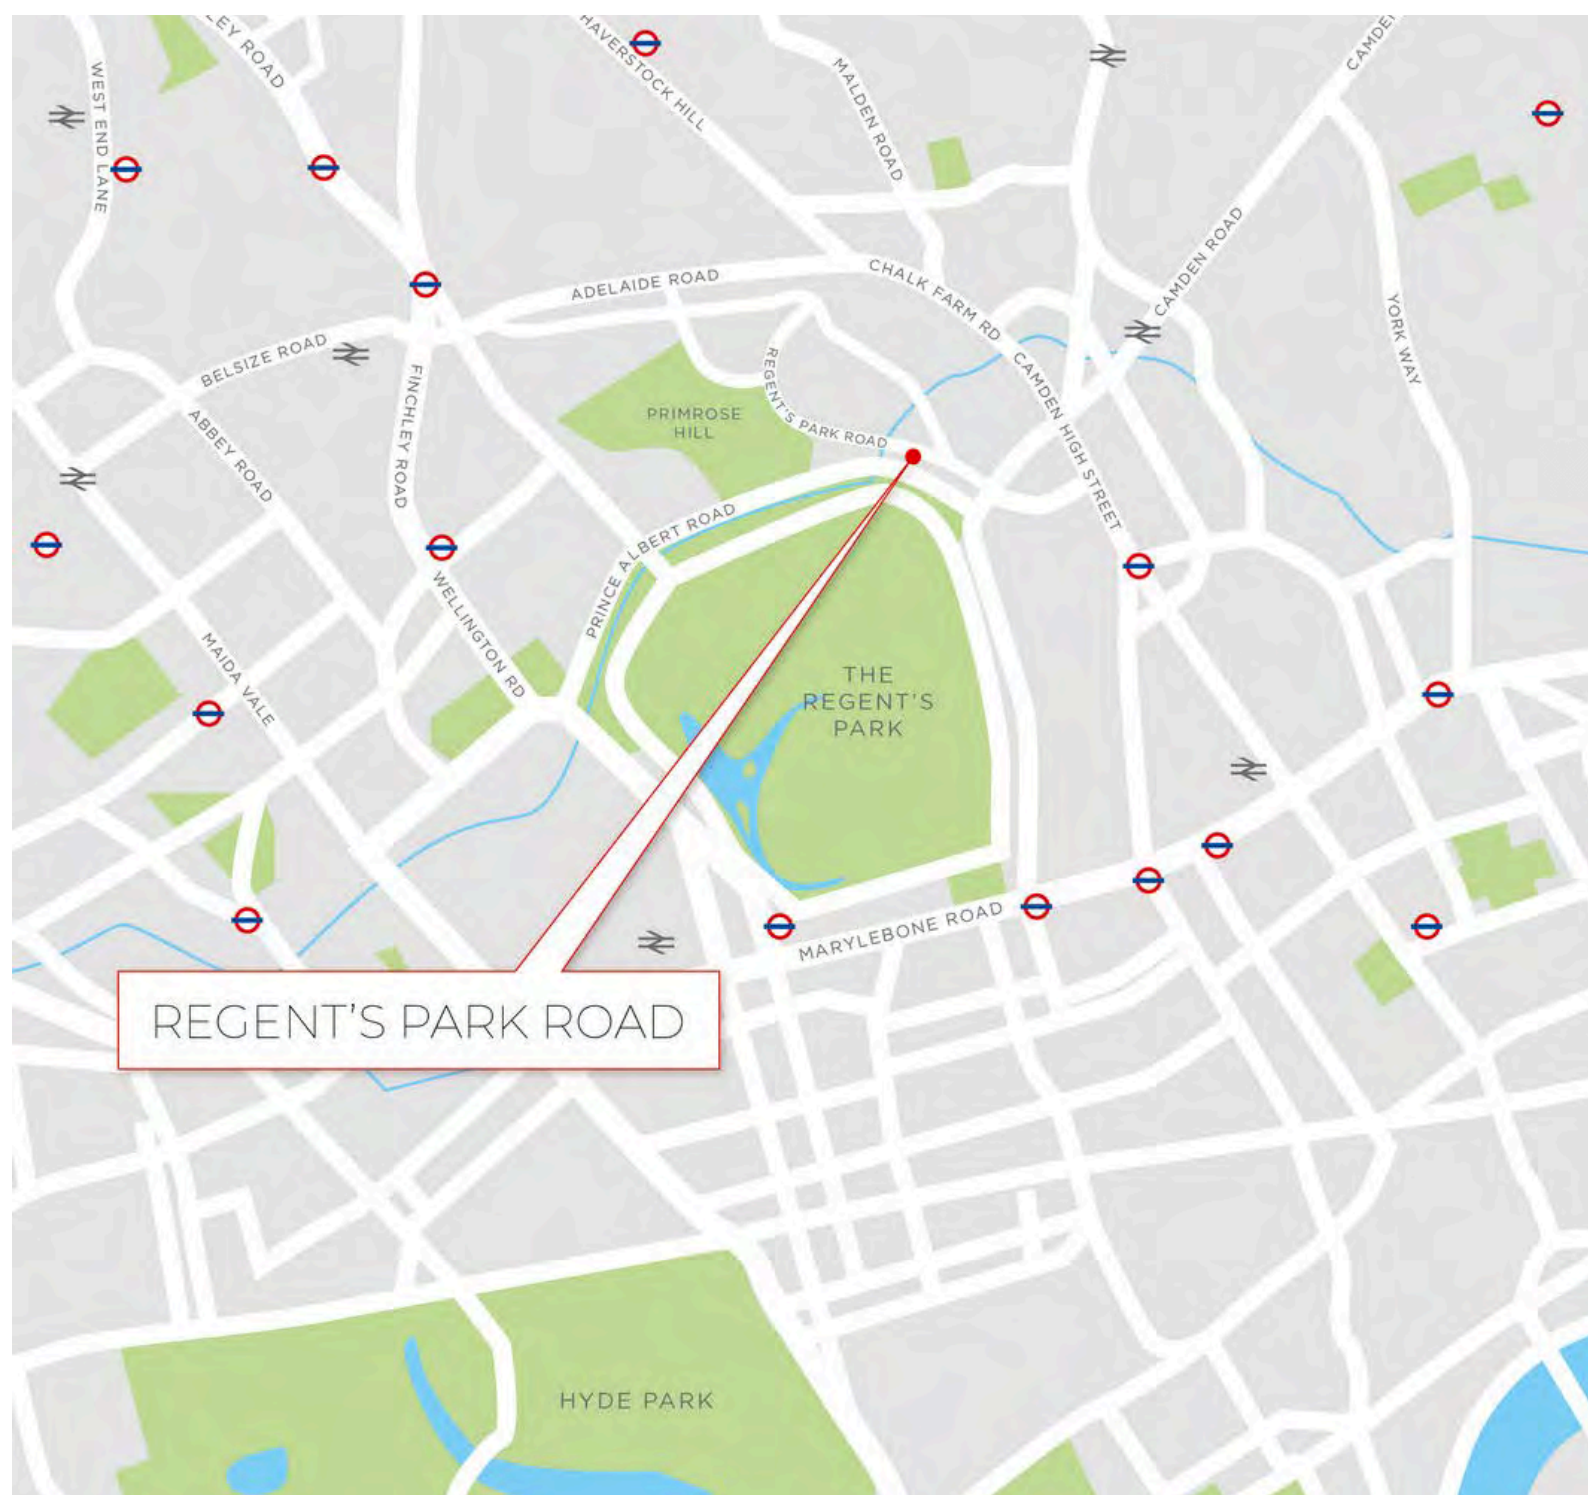 LEY ROAD
HAVERSTOCK HILL
MALDEN ROAD
CAMDEN
WEST END LANE
CAMDEN ROAD
ADELAIDE ROAD
CHALK FARM RD
YORK WAY
BELSIZE ROAD
REGENT'S PARK ROAD
FINCHLEY ROAD
CAMDEN HIGH STREET
ABBEY ROAD
PRIMROSE
HILL
PRINCE ALBERT ROAD
WELLINGTON RD
MAIDA VALE
THE
REGENT'S
PARK
MARYLEBONE ROAD
REGENT'S PARK ROAD
HYDE PARK